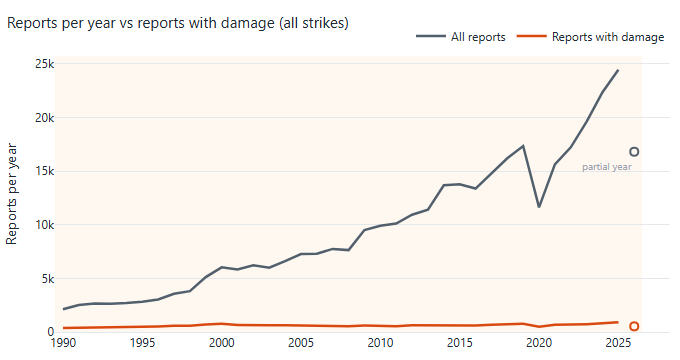 Reports per year vs reports with damage (all strikes)
All reports
Reports with damage
25k
20k
15k
10k
5k
0
Reports per year
partial year
1990
1995
2000
2005
2010
2015
2020
2025